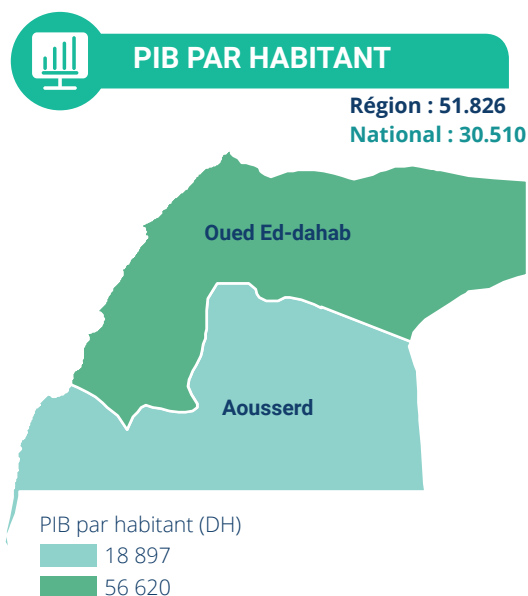 PIB PAR HABITANT
Région : 51.826
National : 30.510
Oued Ed-dahab
Aousserd
PIB par habitant (DH)
18 897
56 620